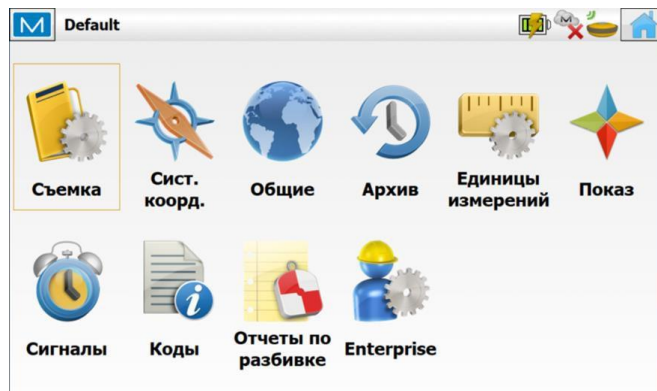 M Default
Съемка
Сист.
коорд.
Общие
Архив
Единицы
измерений
Показ
Сигналы
Коды
Отчеты по
разбивке
Enterprise